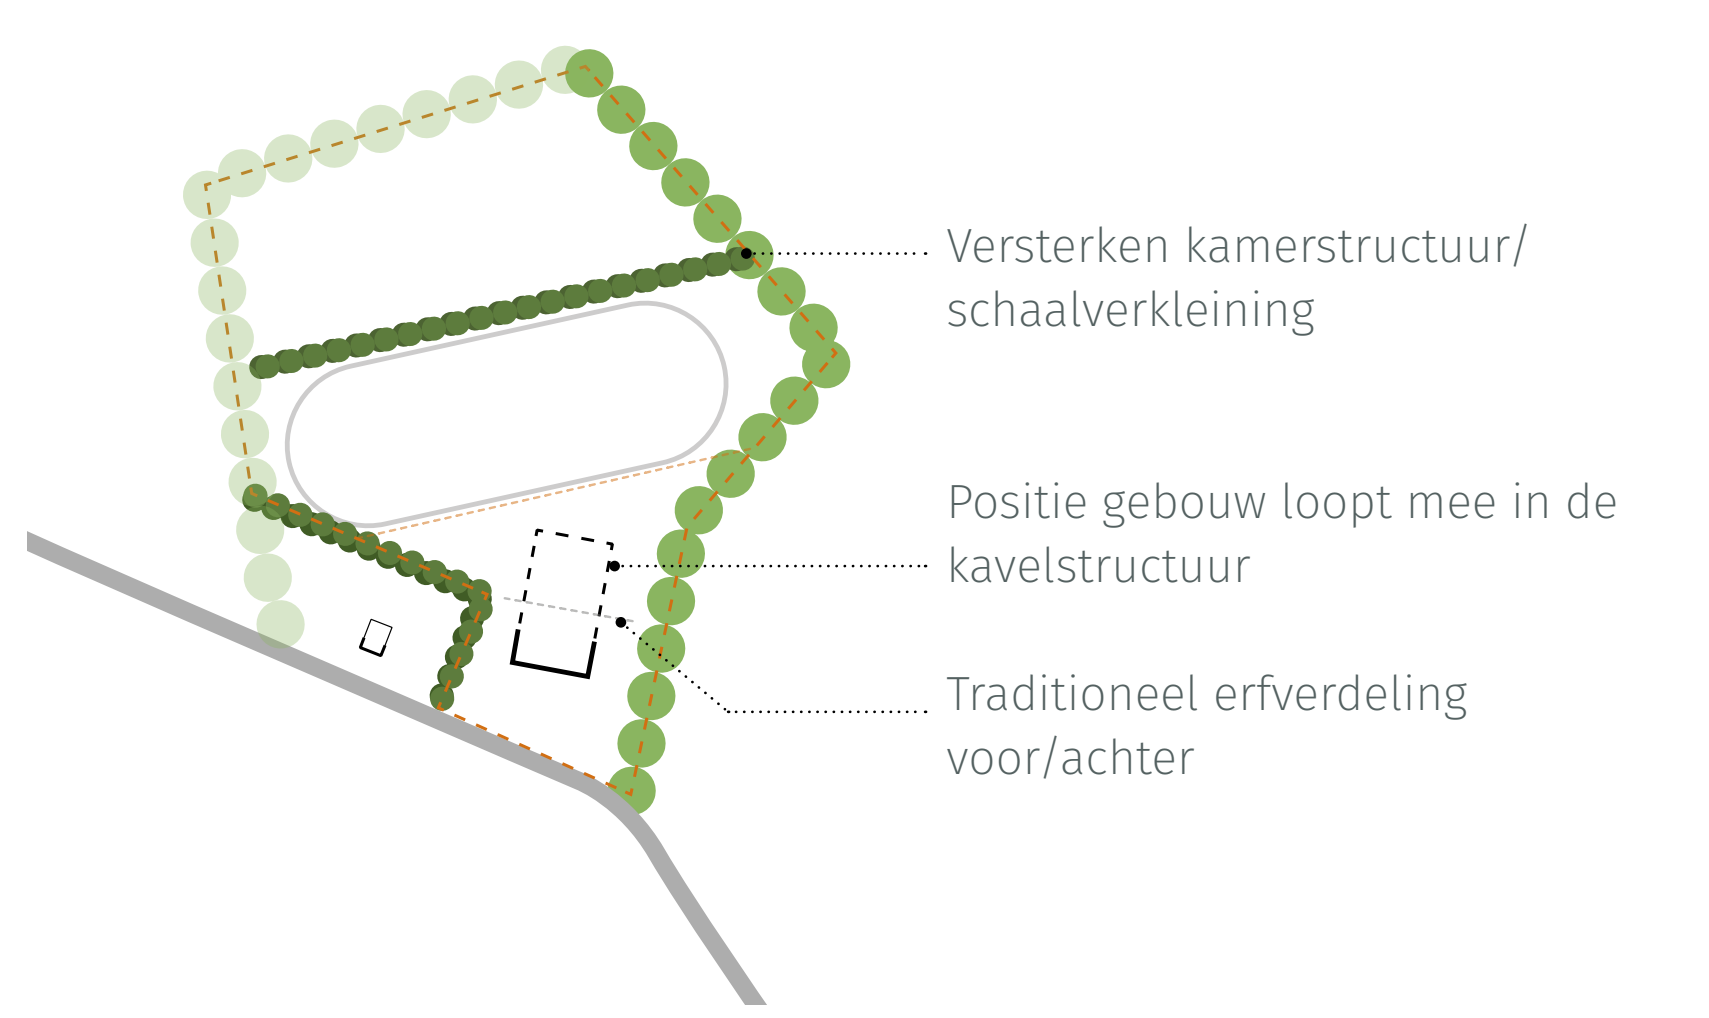 Versterken kamerstructuur/
schaalverkleining
Positie gebouw loopt mee in de
kavelstructuur
Traditioneel erfverdeling
voor/achter